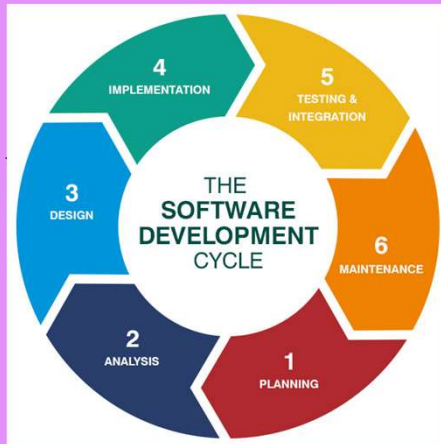 THE
SOFTWARE
DEVELOPMENT
CYCLE
1
PLANNING
2
ANALYSIS
3
DESIGN
4
IMPLEMENTATION
5
TESTING &
INTEGRATION
6
MAINTENANCE